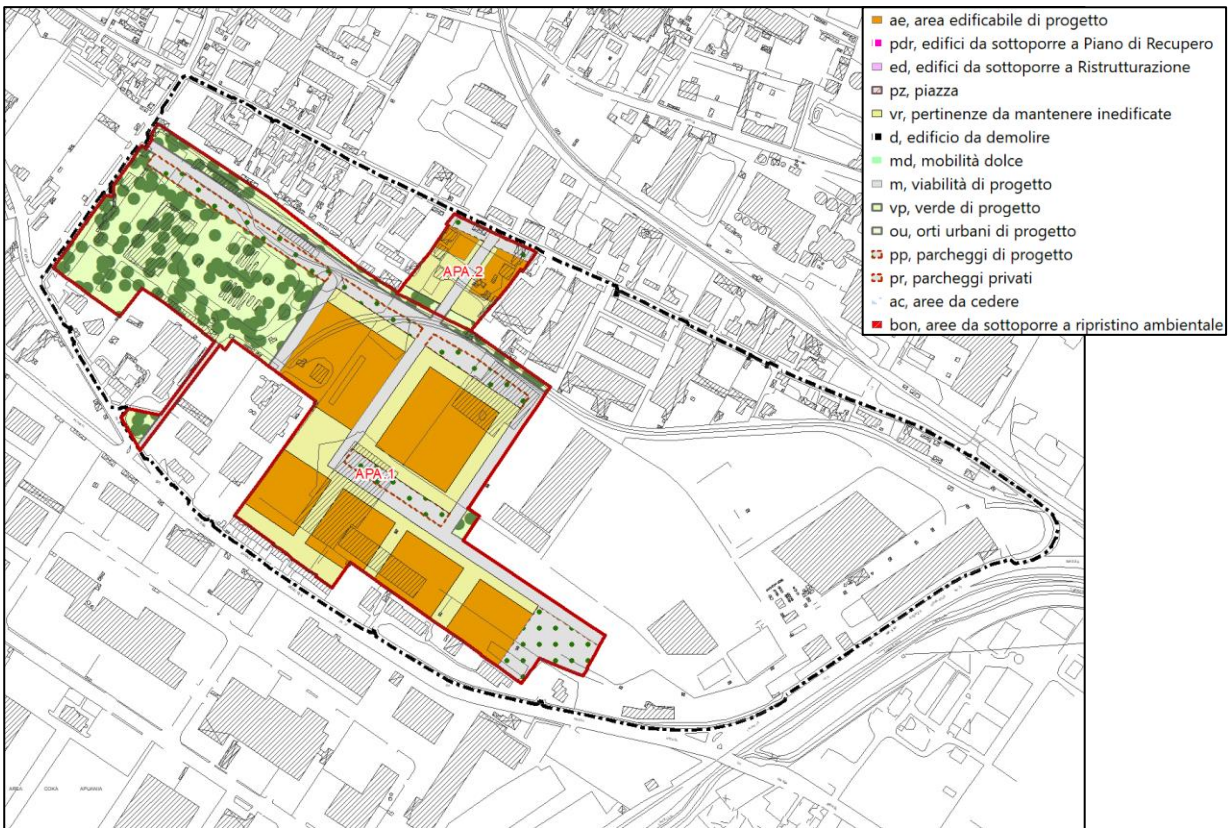 ae, area edificabile di progetto
pdr, edifici da sottoporre a Piano di Recupero
ed, edifici da sottoporre a Ristrutturazione
pz, piazza
vr, pertinenze da mantenere inedificate
d, edificio da demolire
md, mobilità dolce
m, viabilità di progetto
vp, verde di progetto
ou, orti urbani di progetto
pp, parcheggi di progetto
pr, parcheggi privati
ac, aree da cedere
bon, aree da sottoporre a ripristino ambientale
APA.2
APA.1
AREA ZONA APUANIA